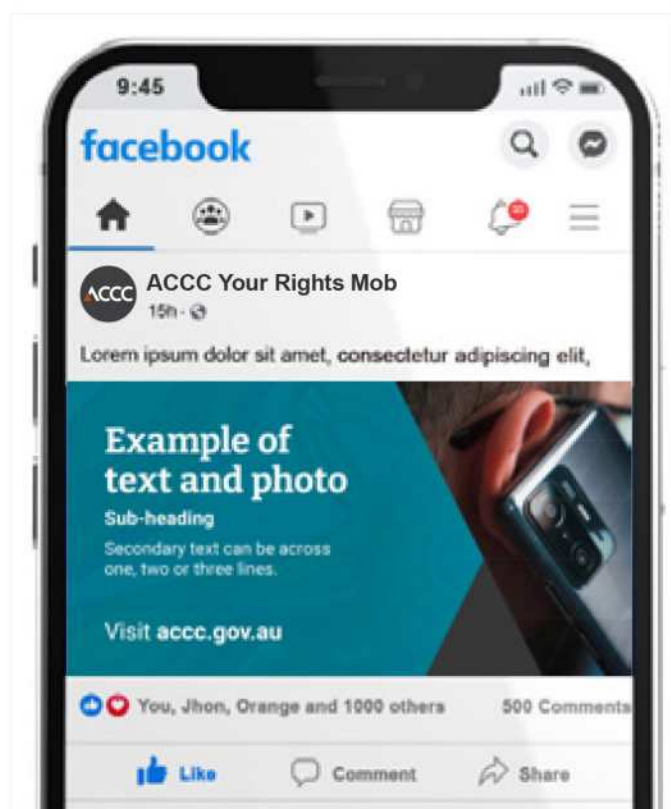 9:45
facebook
ACCC
ACCC Your Rights Mob
15h ·
Lorem ipsum dolor sit amet, consectetur adipiscing elit,
Example of
text and photo
Sub-heading
Secondary text can be across
one, two or three lines.
Visit accc.gov.au
You, Jhon, Orange and 1000 others 500 Comments
Like Comment Share